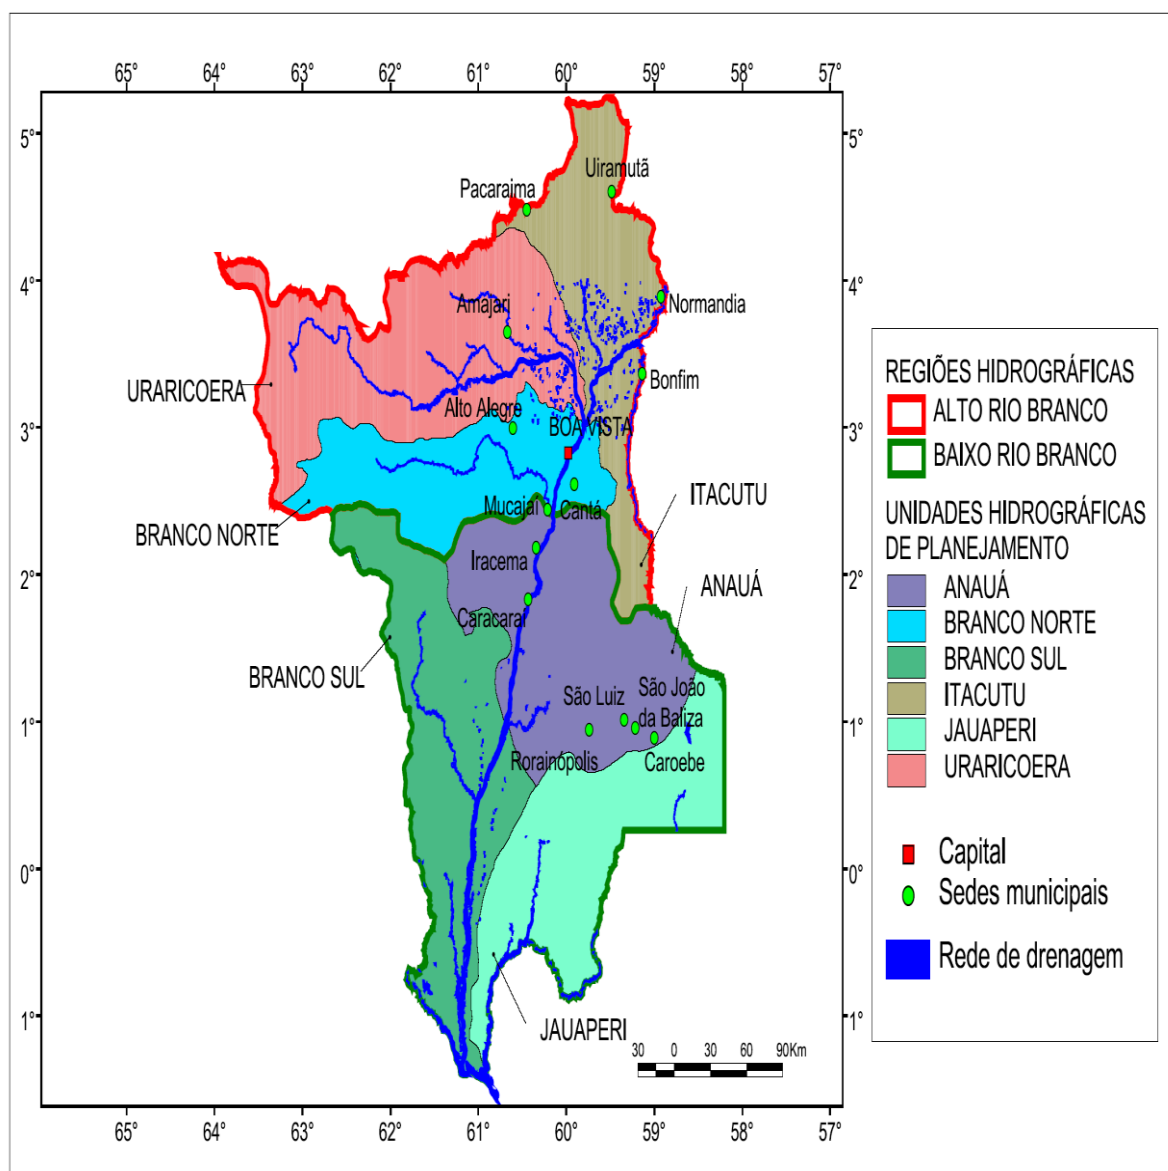 65° 64° 63° 62° 61° 60° 59° 58° 57°
5° 5°
Uiramutã
Pacaraima
4° 4°
Amajari
Normandia
URARICOERA
Bonfim
Alto Alegre
3° BOA VISTA 3°
ITACUTU
Mucajaí
Cantá
BRANCO NORTE
Iracema
2° 2°
ANAUÁ
Caracaraí
BRANCO SUL
São Luiz
São João
da Baliza
1° 1°
Rorainópolis
Caroebe
0° 0°
1° 1°
JAUAPERI
30 0 30 60 90Km
65° 64° 63° 62° 61° 60° 59° 58° 57°
REGIÕES HIDROGRÁFICAS
ALTO RIO BRANCO
BAIXO RIO BRANCO
UNIDADES HIDROGRÁFICAS
DE PLANEJAMENTO
ANAUÁ
BRANCO NORTE
BRANCO SUL
ITACUTU
JAUAPERI
URARICOERA
Capital
Sedes municipais
Rede de drenagem